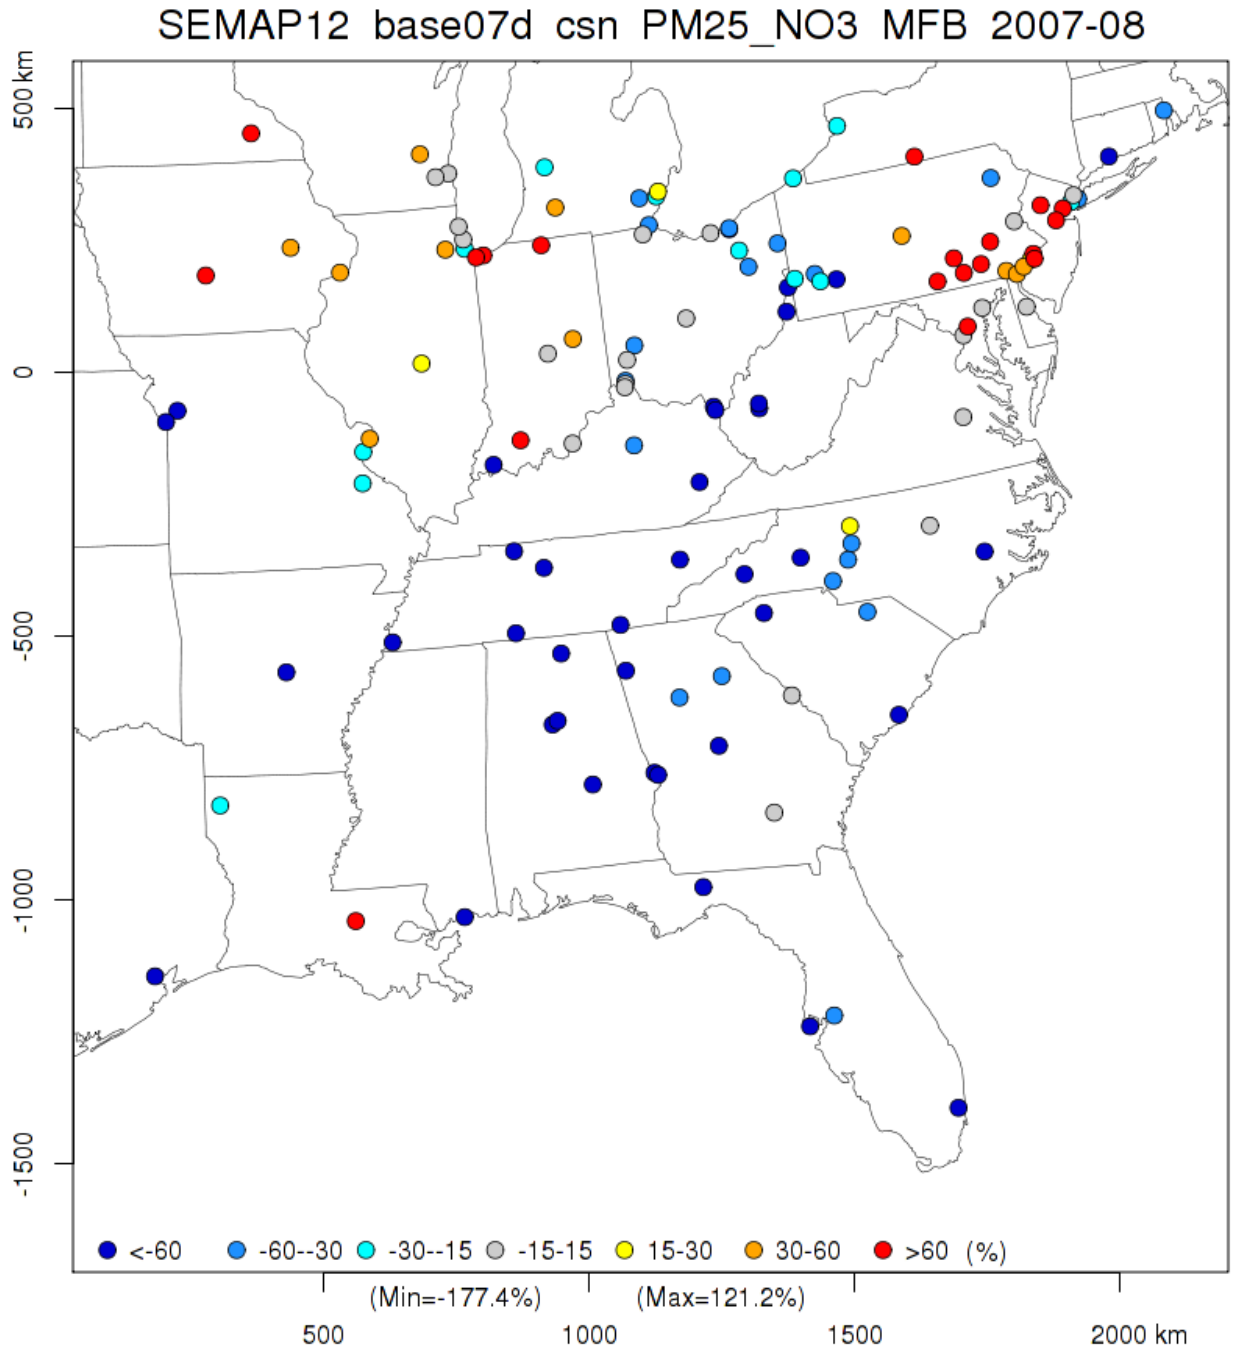 SEMAP12 base07d csn PM25_NO3 MFB 2007-08
500 km
0
-500
-1000
-1500
<-60 -60--30 -30--15 -15-15 15-30 30-60 >60 (%)
(Min=-177.4%) (Max=121.2%)
500 1000 1500 2000 km